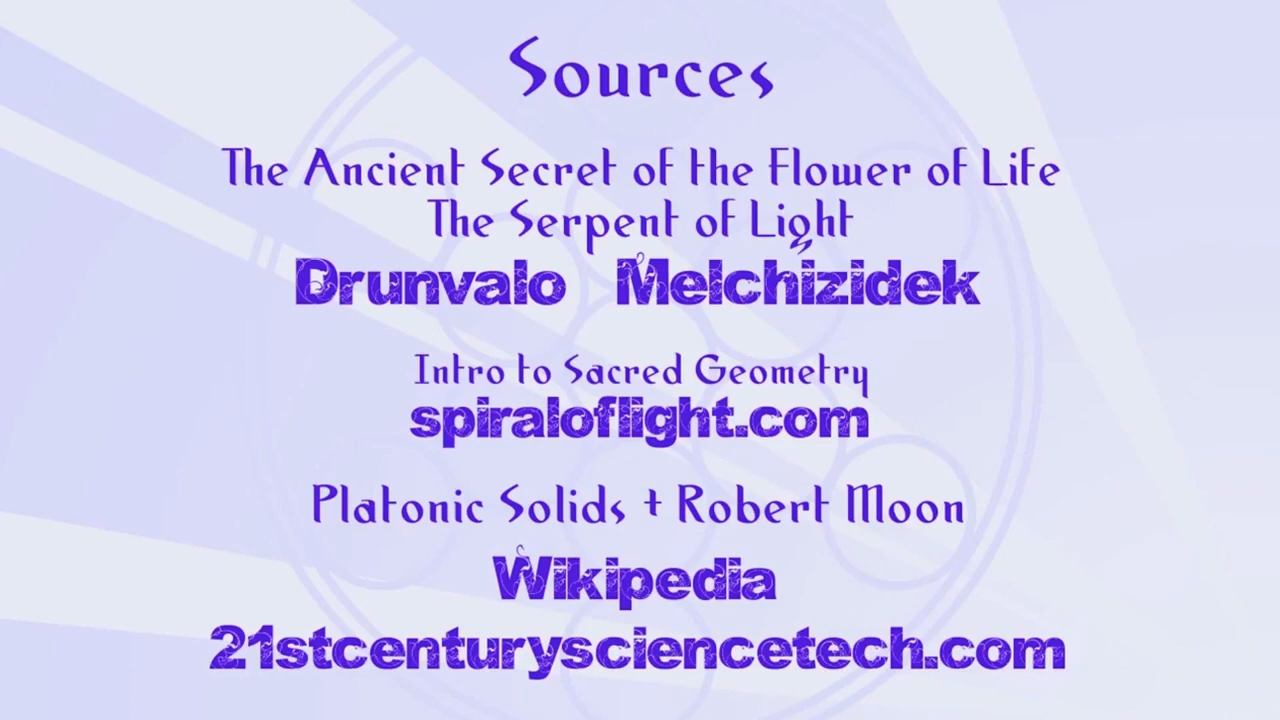 Sources
The Ancient Secret of the Flower of Life
The Serpent of Light
Drunvalo Melchizidek
Intro to Sacred Geometry
spiraloflight.com
Platonic Solids + Robert Moon
Wikipedia
21stcenturysciencetech.com